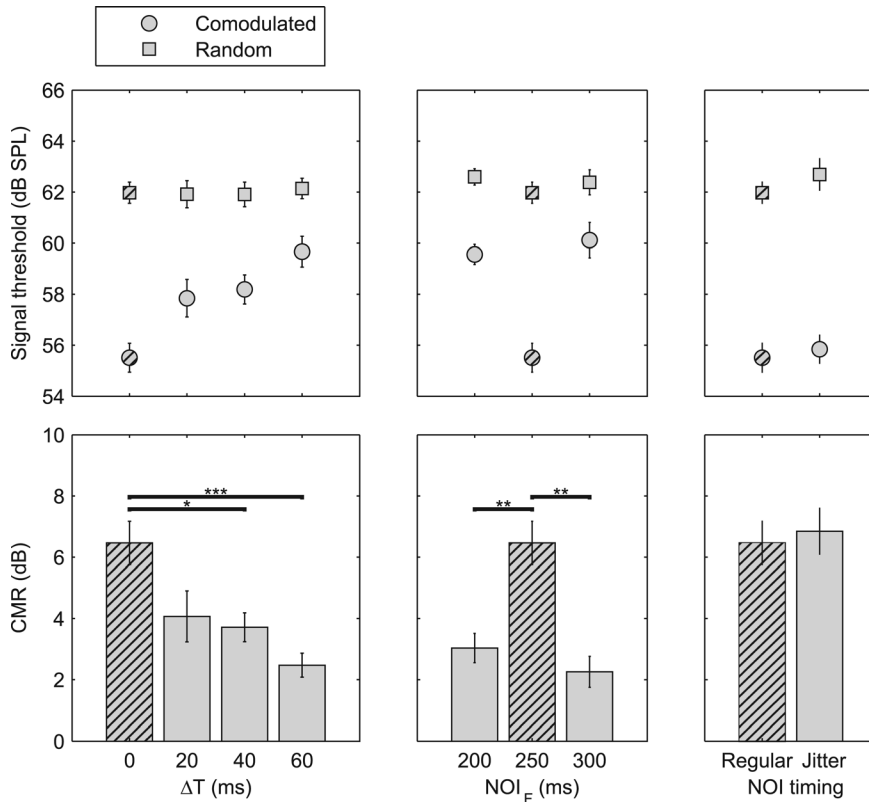 Comodulated
Random
Signal threshold (dB SPL)
66
64
62
60
58
56
54
CMR (dB)
10
8
6
4
2
0
***
*
** **
0 20 40 60
ΔT (ms)
200 250 300
NOI_F (ms)
Regular Jitter
NOI timing